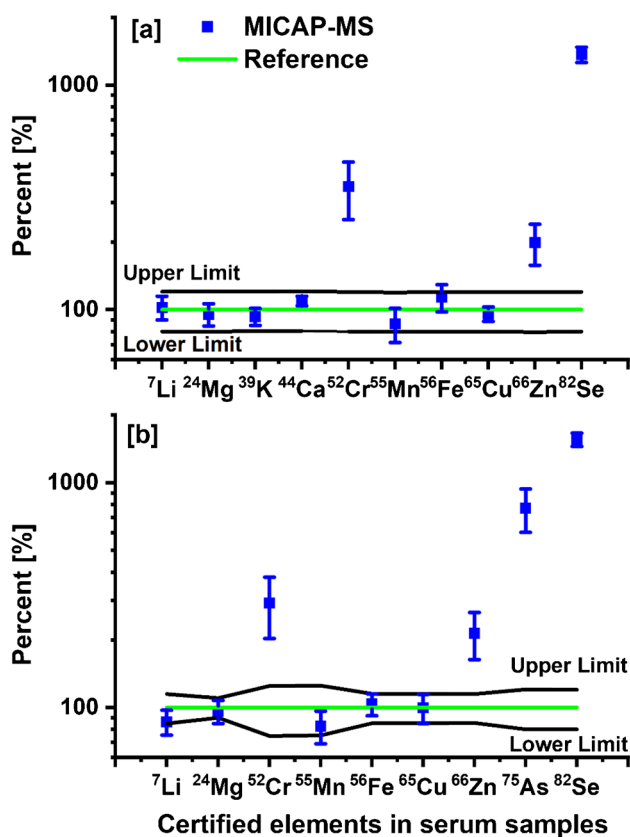 [a]
MICAP-MS
Reference
1000
100
Percent [%]
Upper Limit
Lower Limit
⁷Li ²⁴Mg ³⁹K ⁴⁴Ca ⁵²Cr ⁵⁵Mn ⁵⁶Fe ⁶⁵Cu ⁶⁶Zn ⁸²Se
[b]
1000
100
Percent [%]
Upper Limit
Lower Limit
⁷Li ²⁴Mg ⁵²Cr ⁵⁵Mn ⁵⁶Fe ⁶⁵Cu ⁶⁶Zn ⁷⁵As ⁸²Se
Certified elements in serum samples